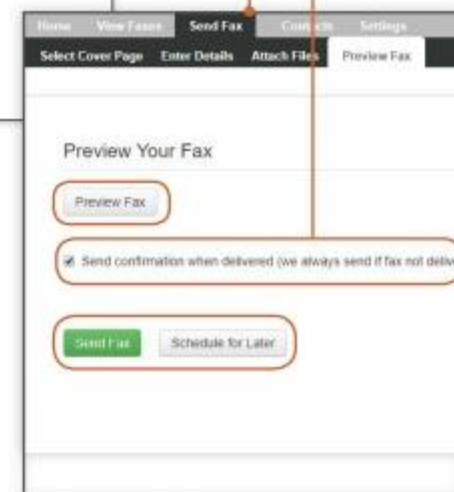 Home View Faxes Send Fax Contacts Settings
Select Cover Page Enter Details Attach Files Preview Fax
Preview Your Fax
Preview Fax
Send confirmation when delivered (we always send if fax not delive
Send Fax Schedule for Later